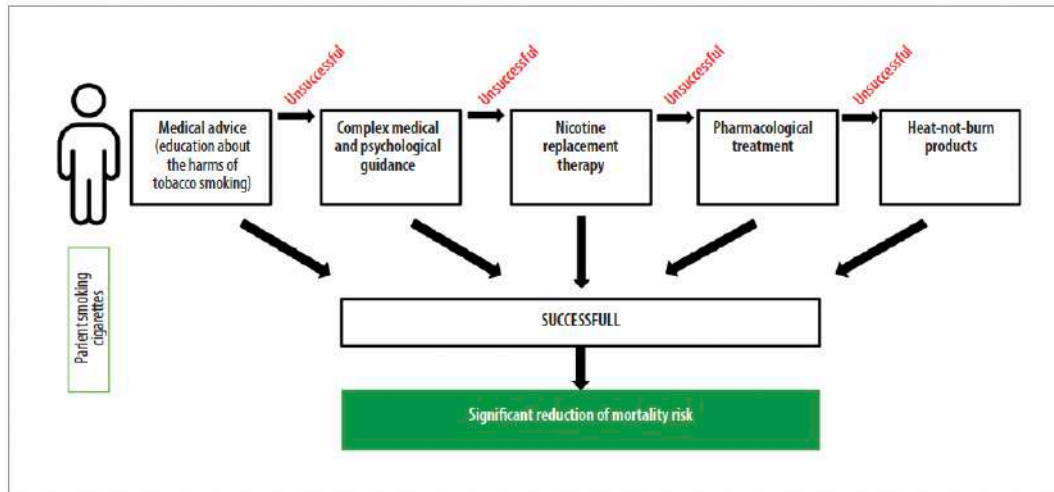 Unsuccessful
Unsuccessful
Unsuccessful
Unsuccessful
Medical advice
(education about
the harms of
tobacco smoking)
Complex medical
and psychological
guidance
Nicotine
replacement
therapy
Pharmacological
treatment
Heat-not-burn
products
Parient smoking
cigarettes
SUCCESSFULL
Significant reduction of mortality risk